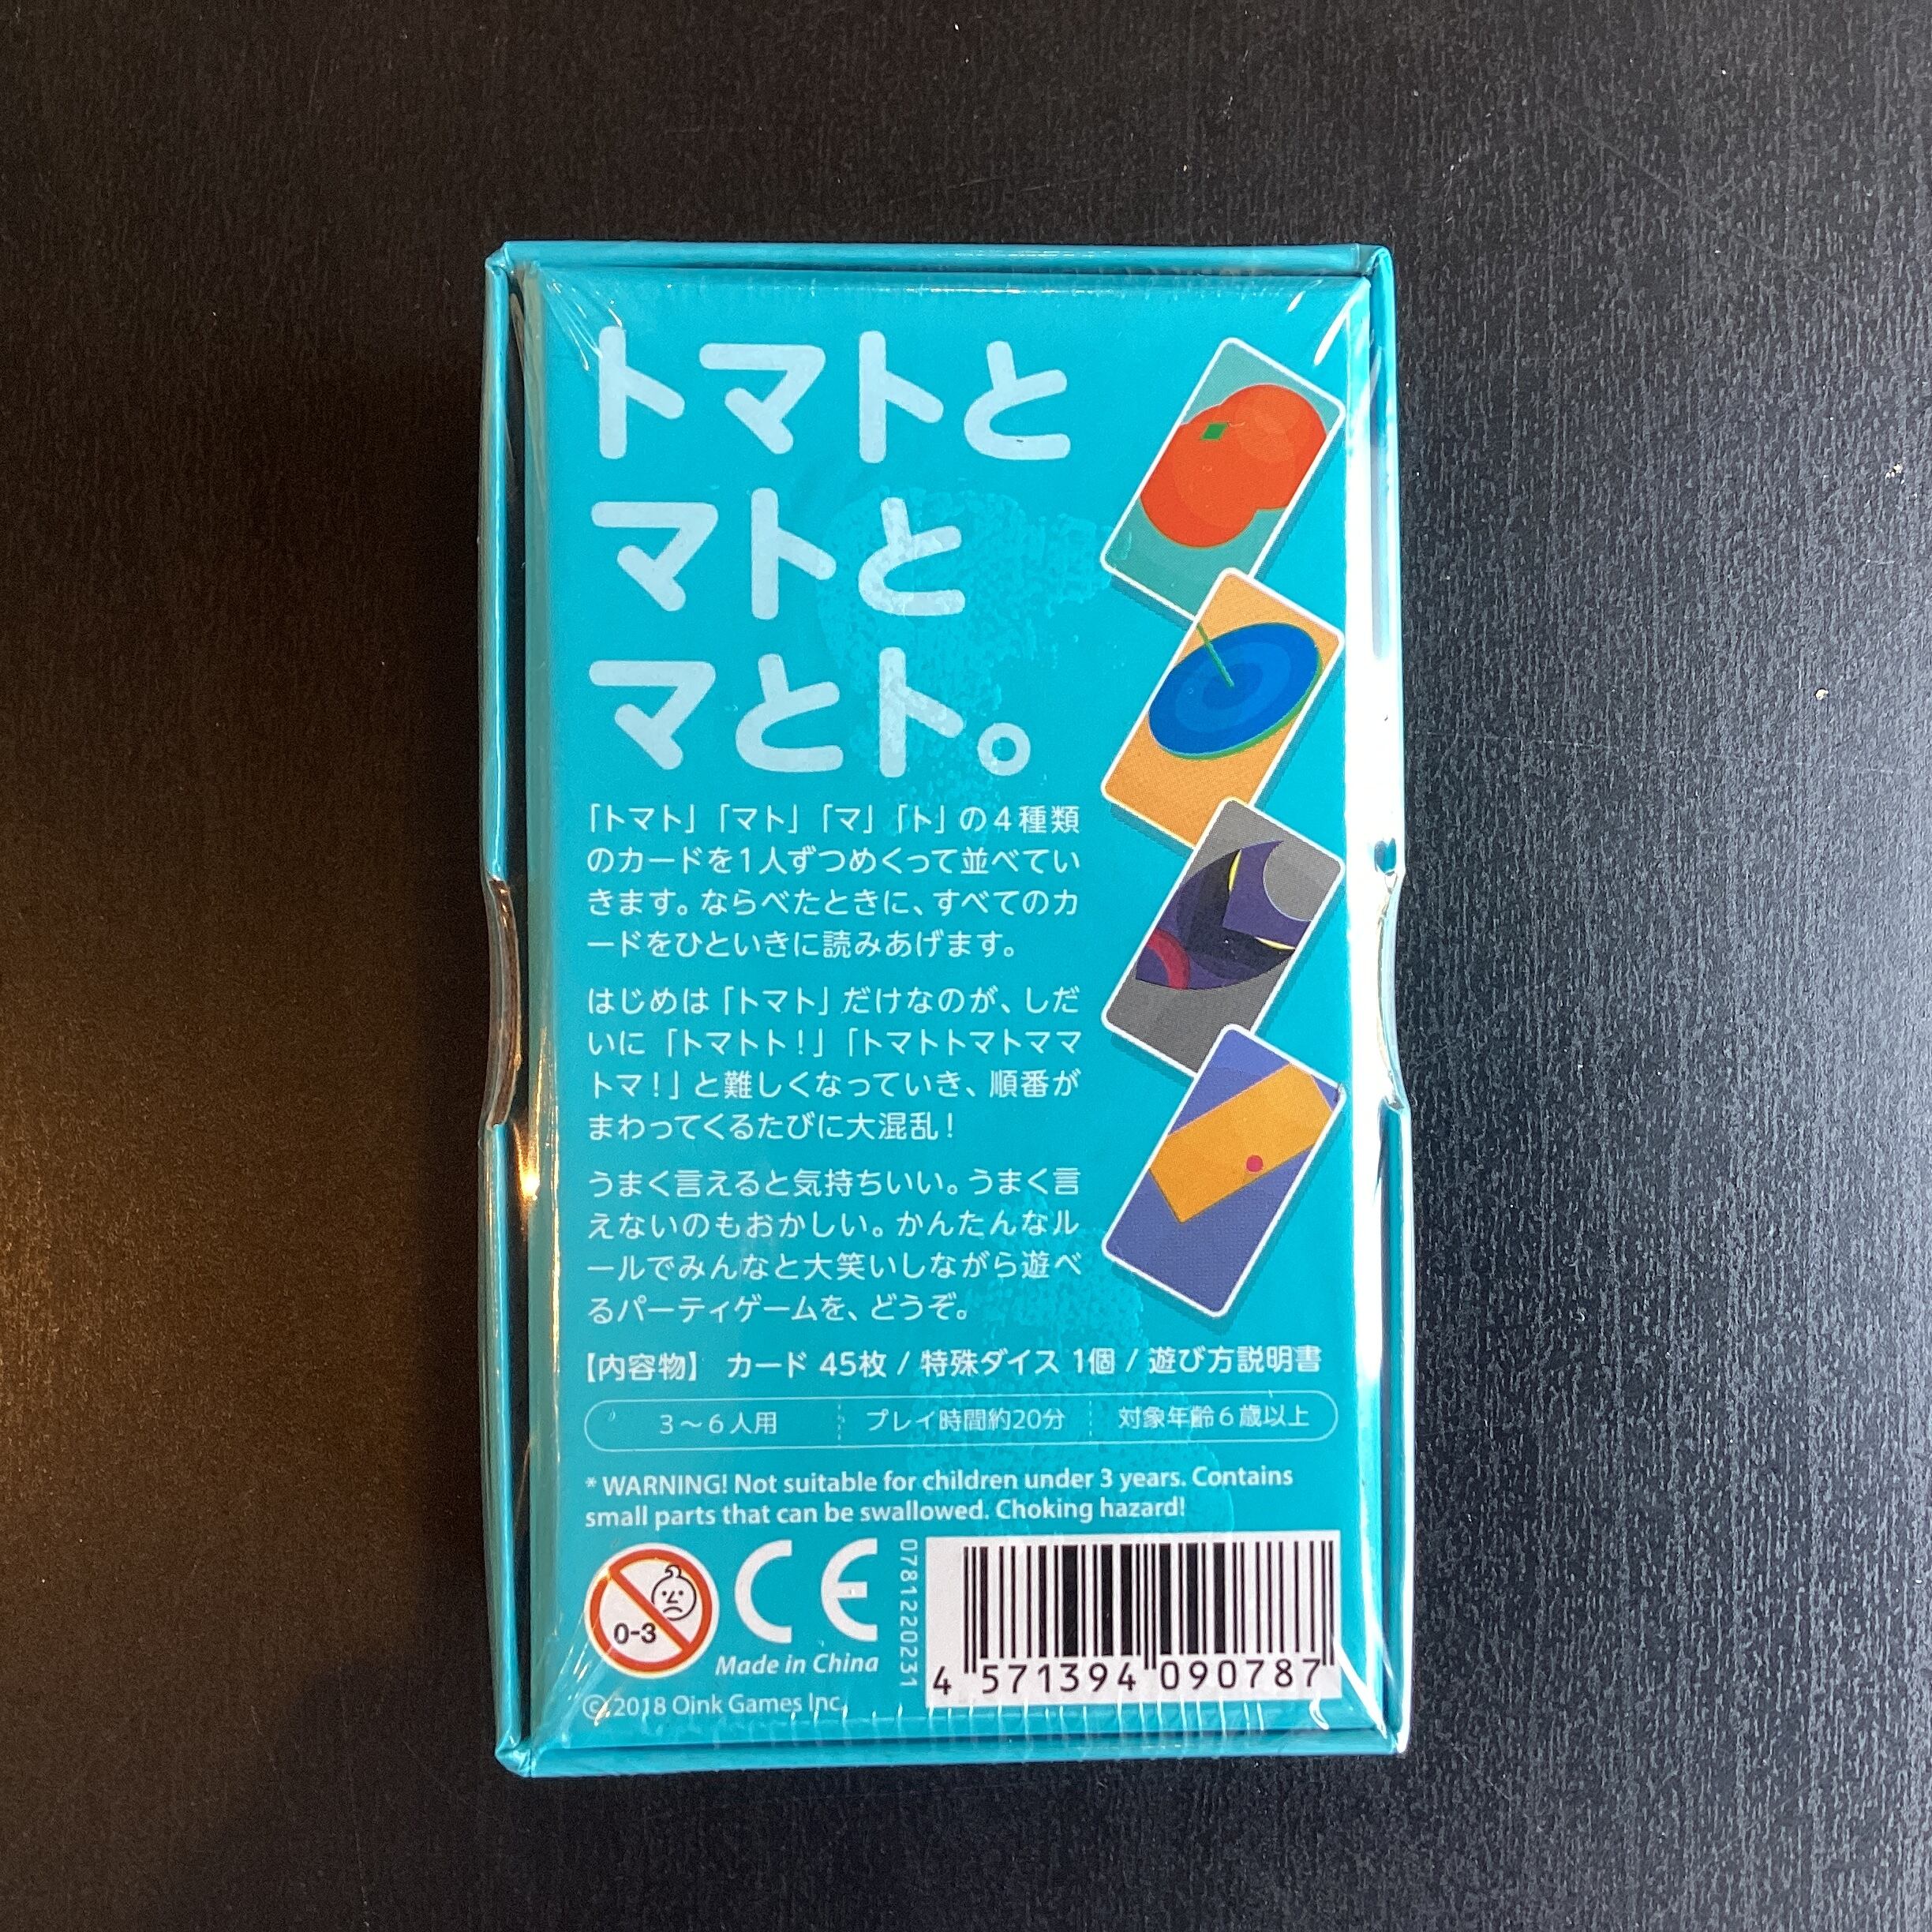 トマトと
マトと
マとト。
「トマト」「マト」「マ」「ト」の4種類
のカードを1人ずつめくって並べてい
きます。ならべたときに、すべてのカ
ードをひといきに読みあげます。
はじめは「トマト」だけなのが、しだ
いに「トマトト!」「トマトトマトママ
トマ!」と難しくなっていき、順番が
まわってくるたびに大混乱!
うまく言えると気持ちいい。うまく言
えないのもおかしい。かんたんなル
ールでみんなと大笑いしながら遊べ
るパーティゲームを、どうぞ。
【内容物】 カード 45枚 / 特殊ダイス 1個 / 遊び方説明書
3〜6人用 プレイ時間約20分 対象年齢6歳以上
* WARNING! Not suitable for children under 3 years. Contains
small parts that can be swallowed. Choking hazard!
0-3
CE
Made in China
© 2018 Oink Games Inc.
0781220231
4 571394 090787